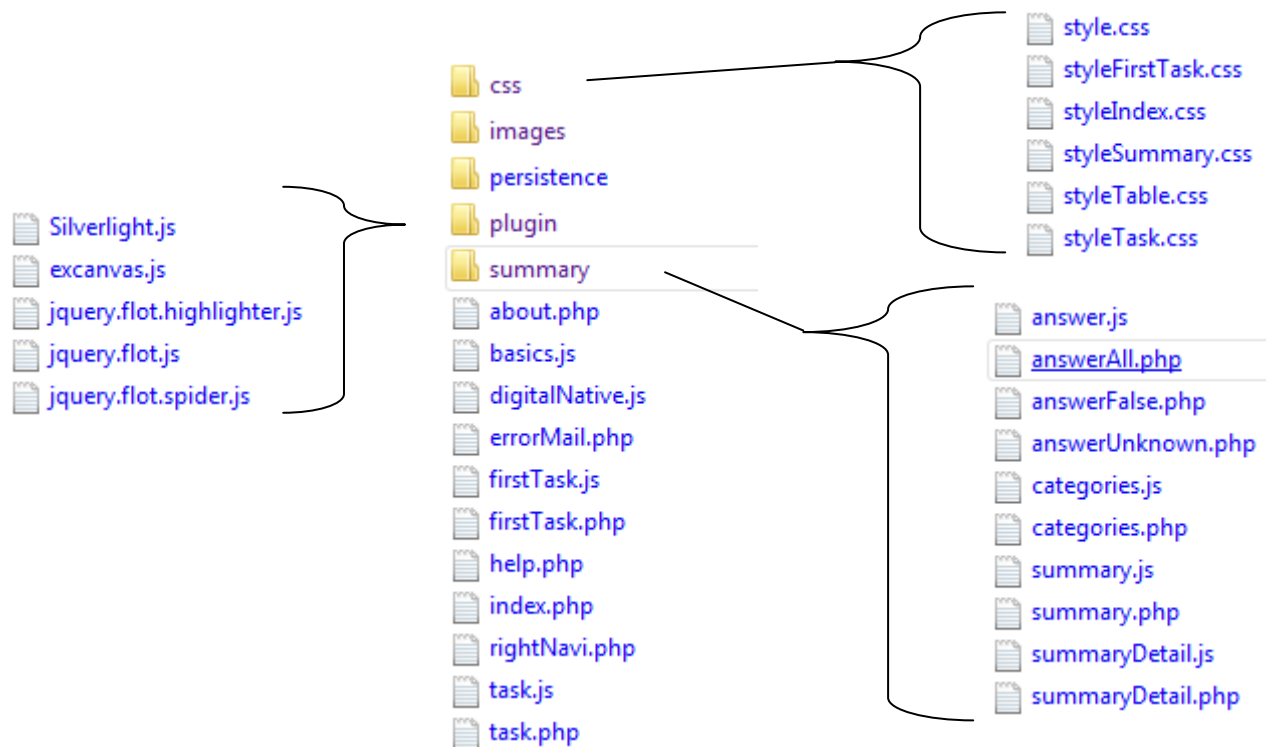 Silverlight.js
excanvas.js
jquery.flot.highlighter.js
jquery.flot.js
jquery.flot.spider.js
css
images
persistence
plugin
summary
about.php
basics.js
digitalNative.js
errorMail.php
firstTask.js
firstTask.php
help.php
index.php
rightNavi.php
task.js
task.php
style.css
styleFirstTask.css
styleIndex.css
styleSummary.css
styleTable.css
styleTask.css
answer.js
answerAll.php
answerFalse.php
answerUnknown.php
categories.js
categories.php
summary.js
summary.php
summaryDetail.js
summaryDetail.php